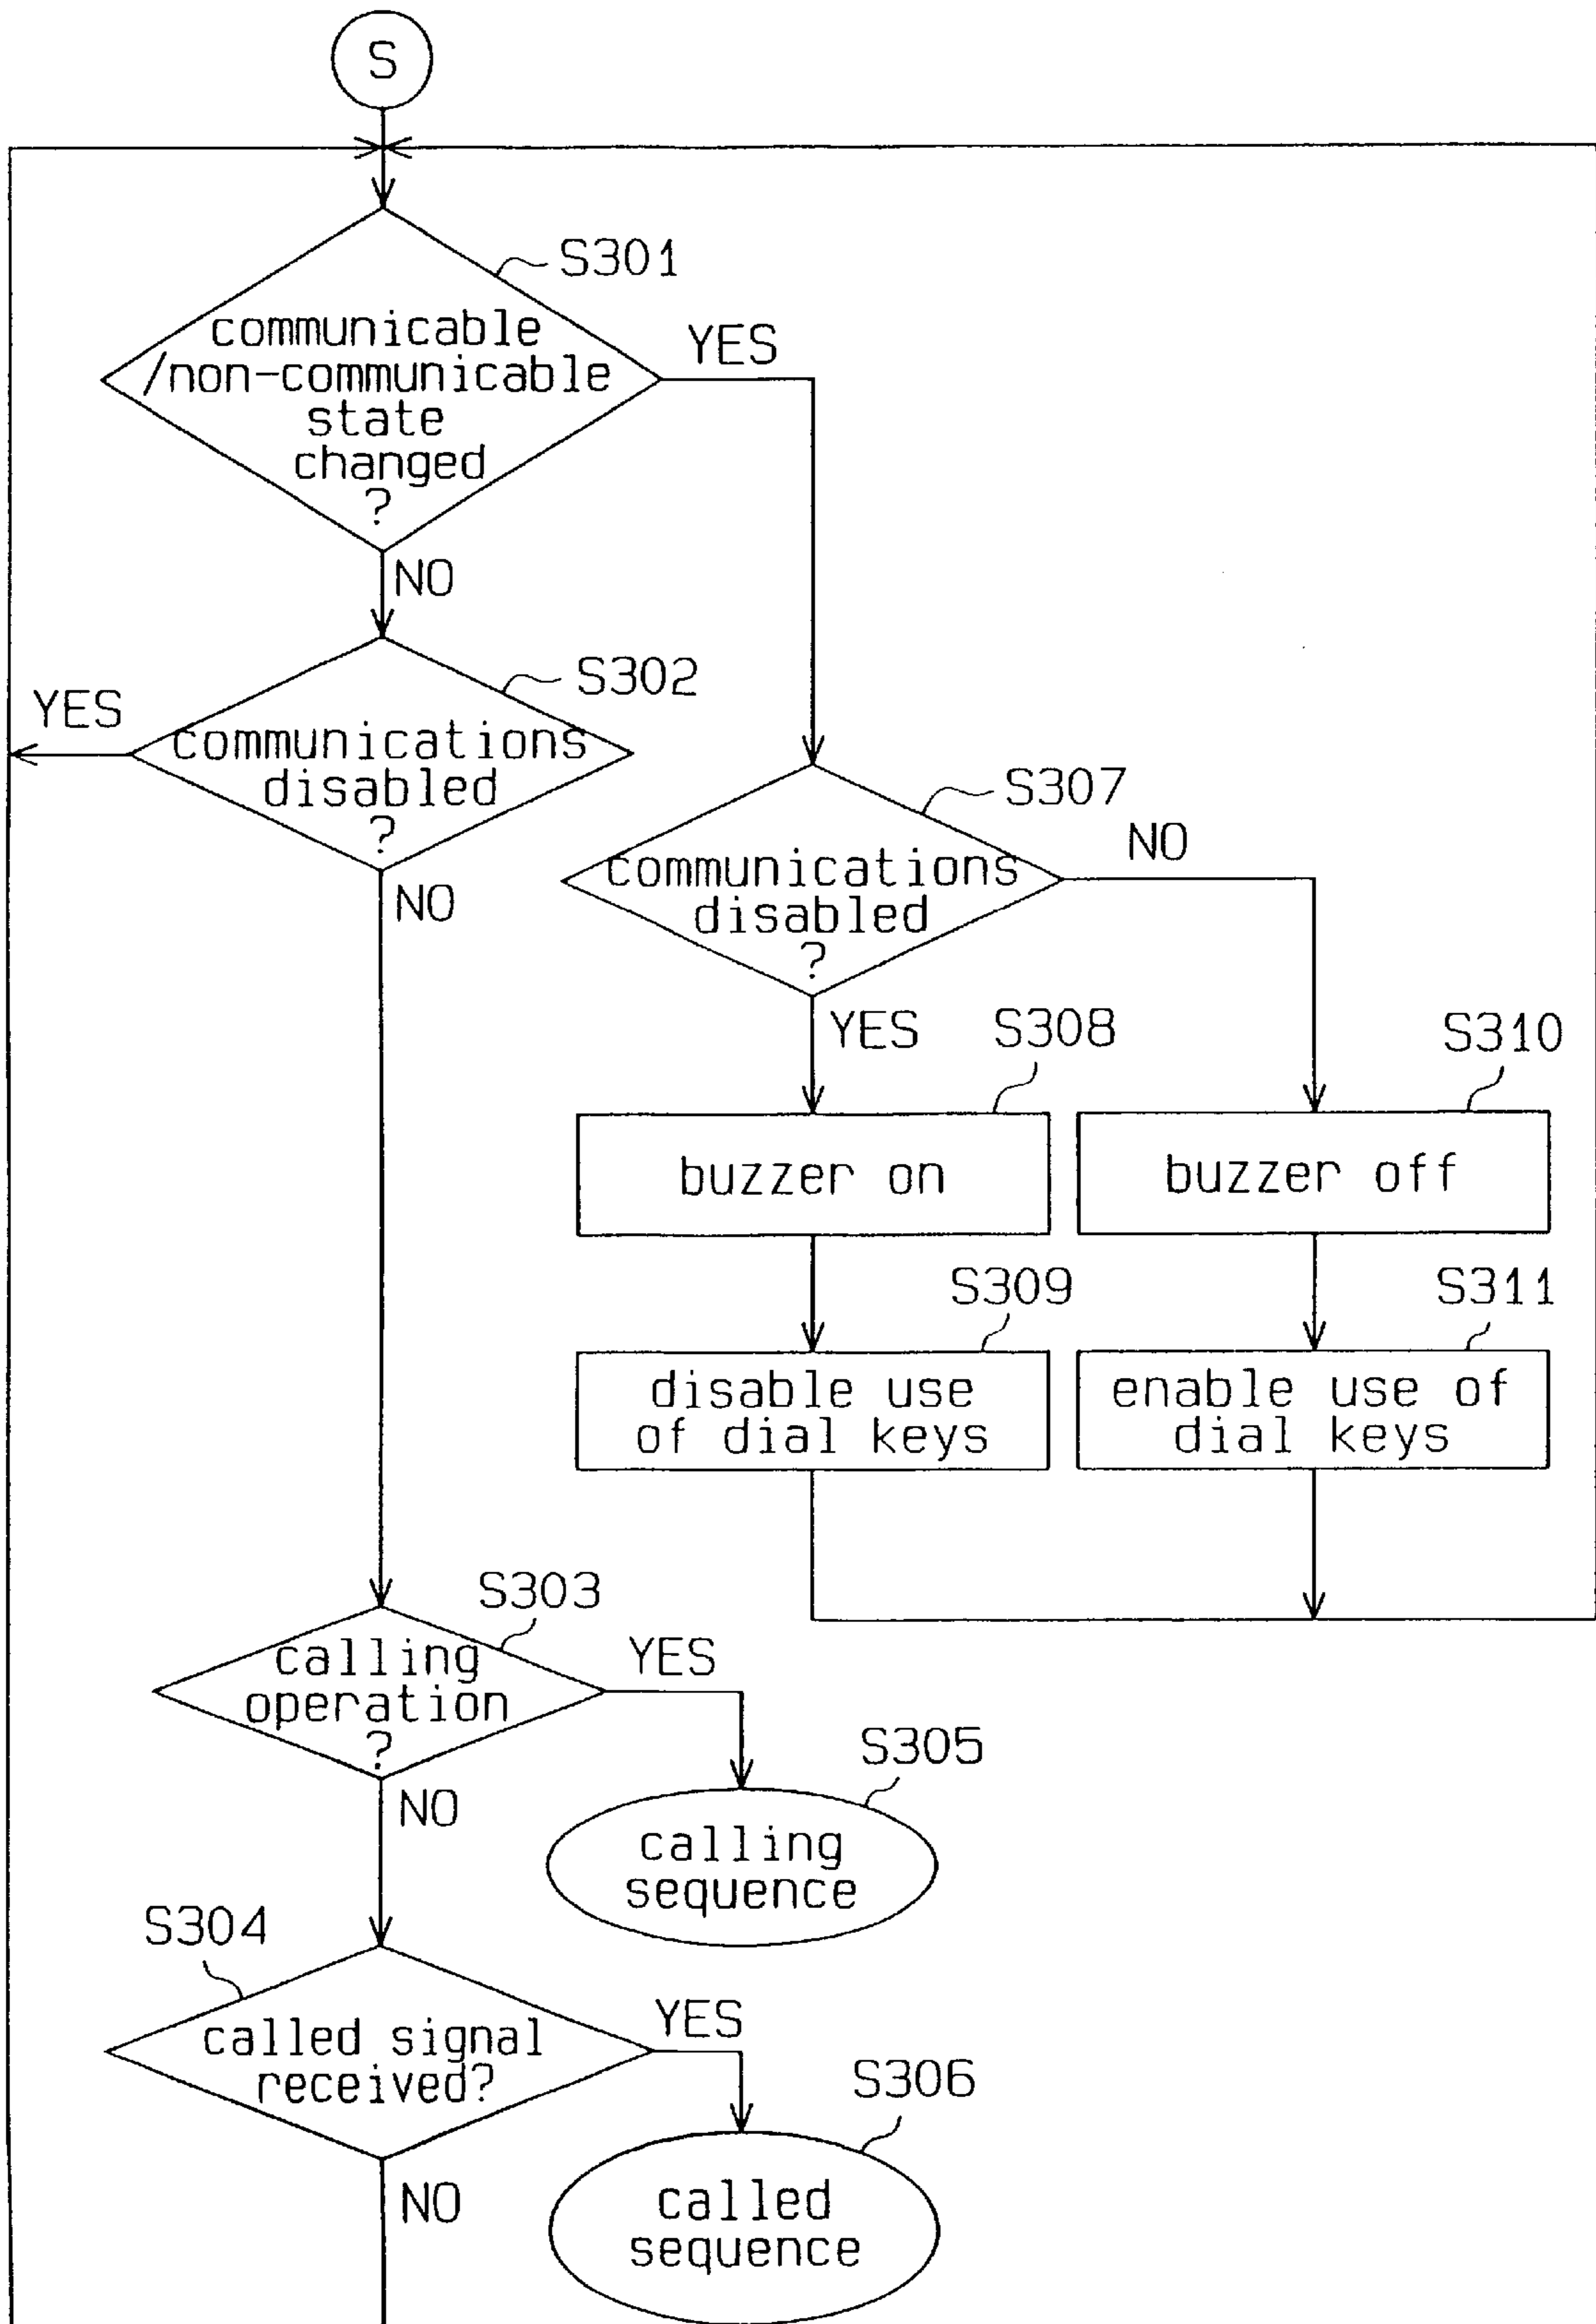 S
S301
communicable
/non-communicable
state
changed
?
YES
NO
S302
YES
communications
disabled
?
NO
S307
communications
disabled
?
NO
YES
S308
S310
buzzer on
buzzer off
S309
S311
disable use
of dial keys
enable use of
dial keys
S303
calling
operation
?
YES
NO
S305
calling
sequence
S304
called signal
received?
YES
NO
S306
called
sequence